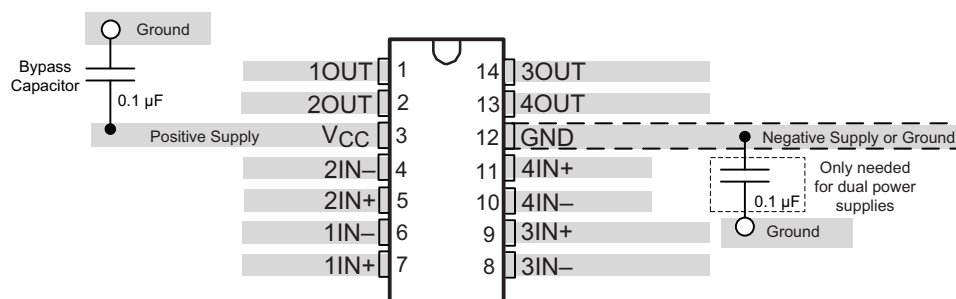 Ground
Bypass
Capacitor
0.1 µF
Positive Supply
1OUT 1
2OUT 2
VCC 3
2IN– 4
2IN+ 5
1IN– 6
1IN+ 7
14 3OUT
13 4OUT
12 GND
11 4IN+
10 4IN–
9 3IN+
8 3IN–
Negative Supply or Ground
Only needed
for dual power
supplies
0.1 µF
Ground